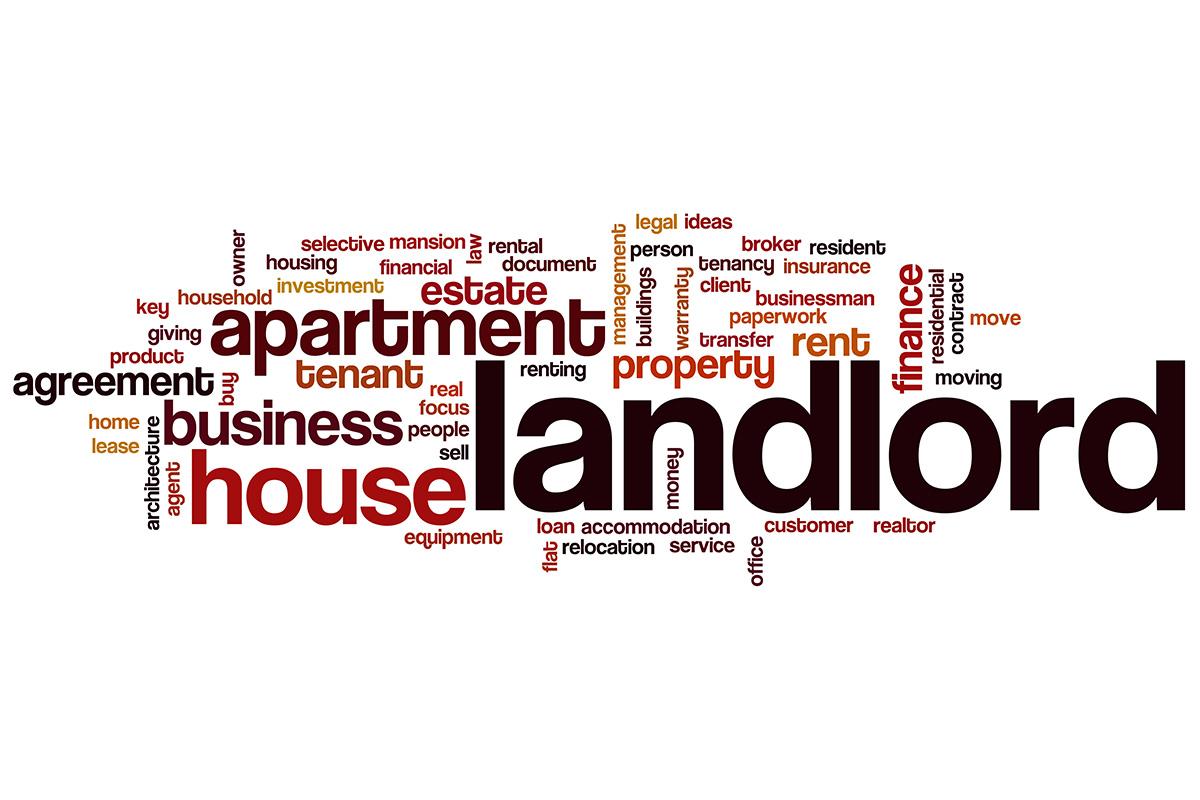 legal ideas
owner
selective mansion law rental
management
person
broker resident
housing
financial
document
buildings
warranty
tenancy insurance
finance
residential
contract
key
household
investment
estate
client
businessman
giving
apartment
paperwork
move
product
transfer
rent
agreement
buy
tenant
renting
property
moving
home
lease
architecture
agent
business
real
focus
people
sell
landlord
house
money
equipment
loan accommodation
customer realtor
flat
relocation service
office